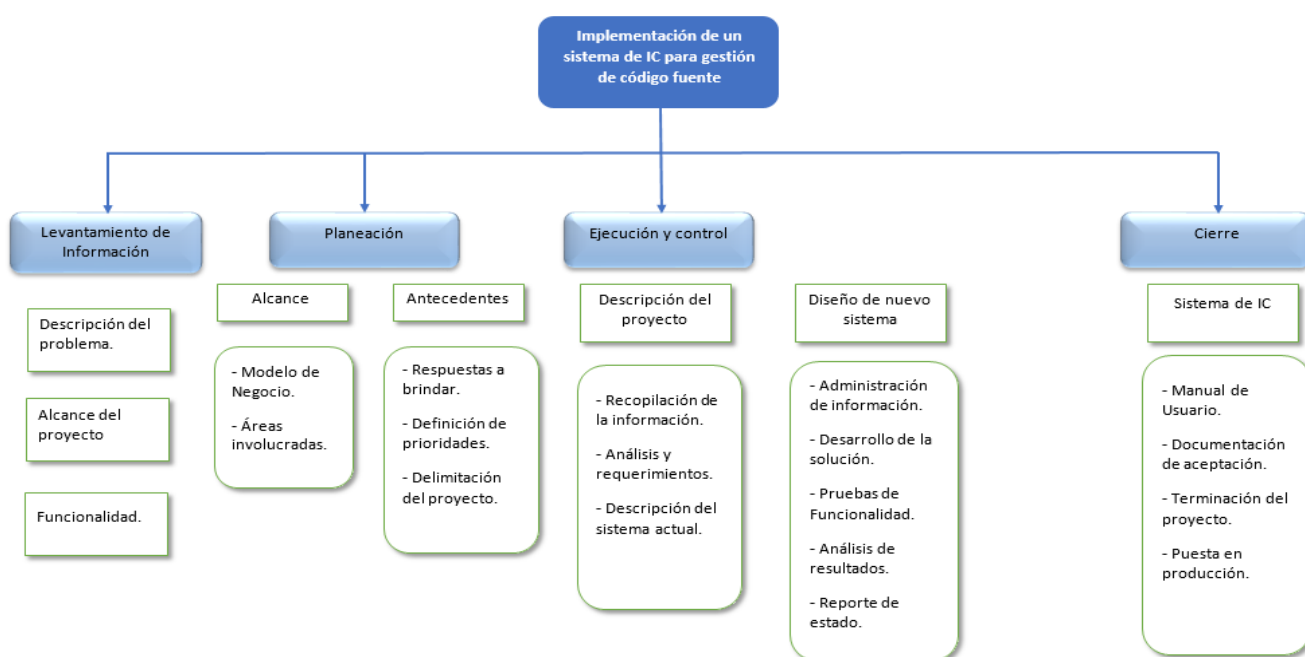 Implementación de un
sistema de IC para gestión
de código fuente
Levantamiento de
Información
Planeación
Ejecución y control
Cierre
Descripción del
problema.
Alcance del
proyecto
Funcionalidad.
Alcance
- Modelo de
Negocio.
- Áreas
involucradas.
Antecedentes
- Respuestas a
brindar.
- Definición de
prioridades.
- Delimitación
del proyecto.
Descripción del
proyecto
- Recopilación de
la información.
- Análisis y
requerimientos.
- Descripción del
sistema actual.
Diseño de nuevo
sistema
- Administración
de información.
- Desarrollo de la
solución.
- Pruebas de
Funcionalidad.
- Análisis de
resultados.
- Reporte de
estado.
Sistema de IC
- Manual de
Usuario.
- Documentación
de aceptación.
- Terminación del
proyecto.
- Puesta en
producción.